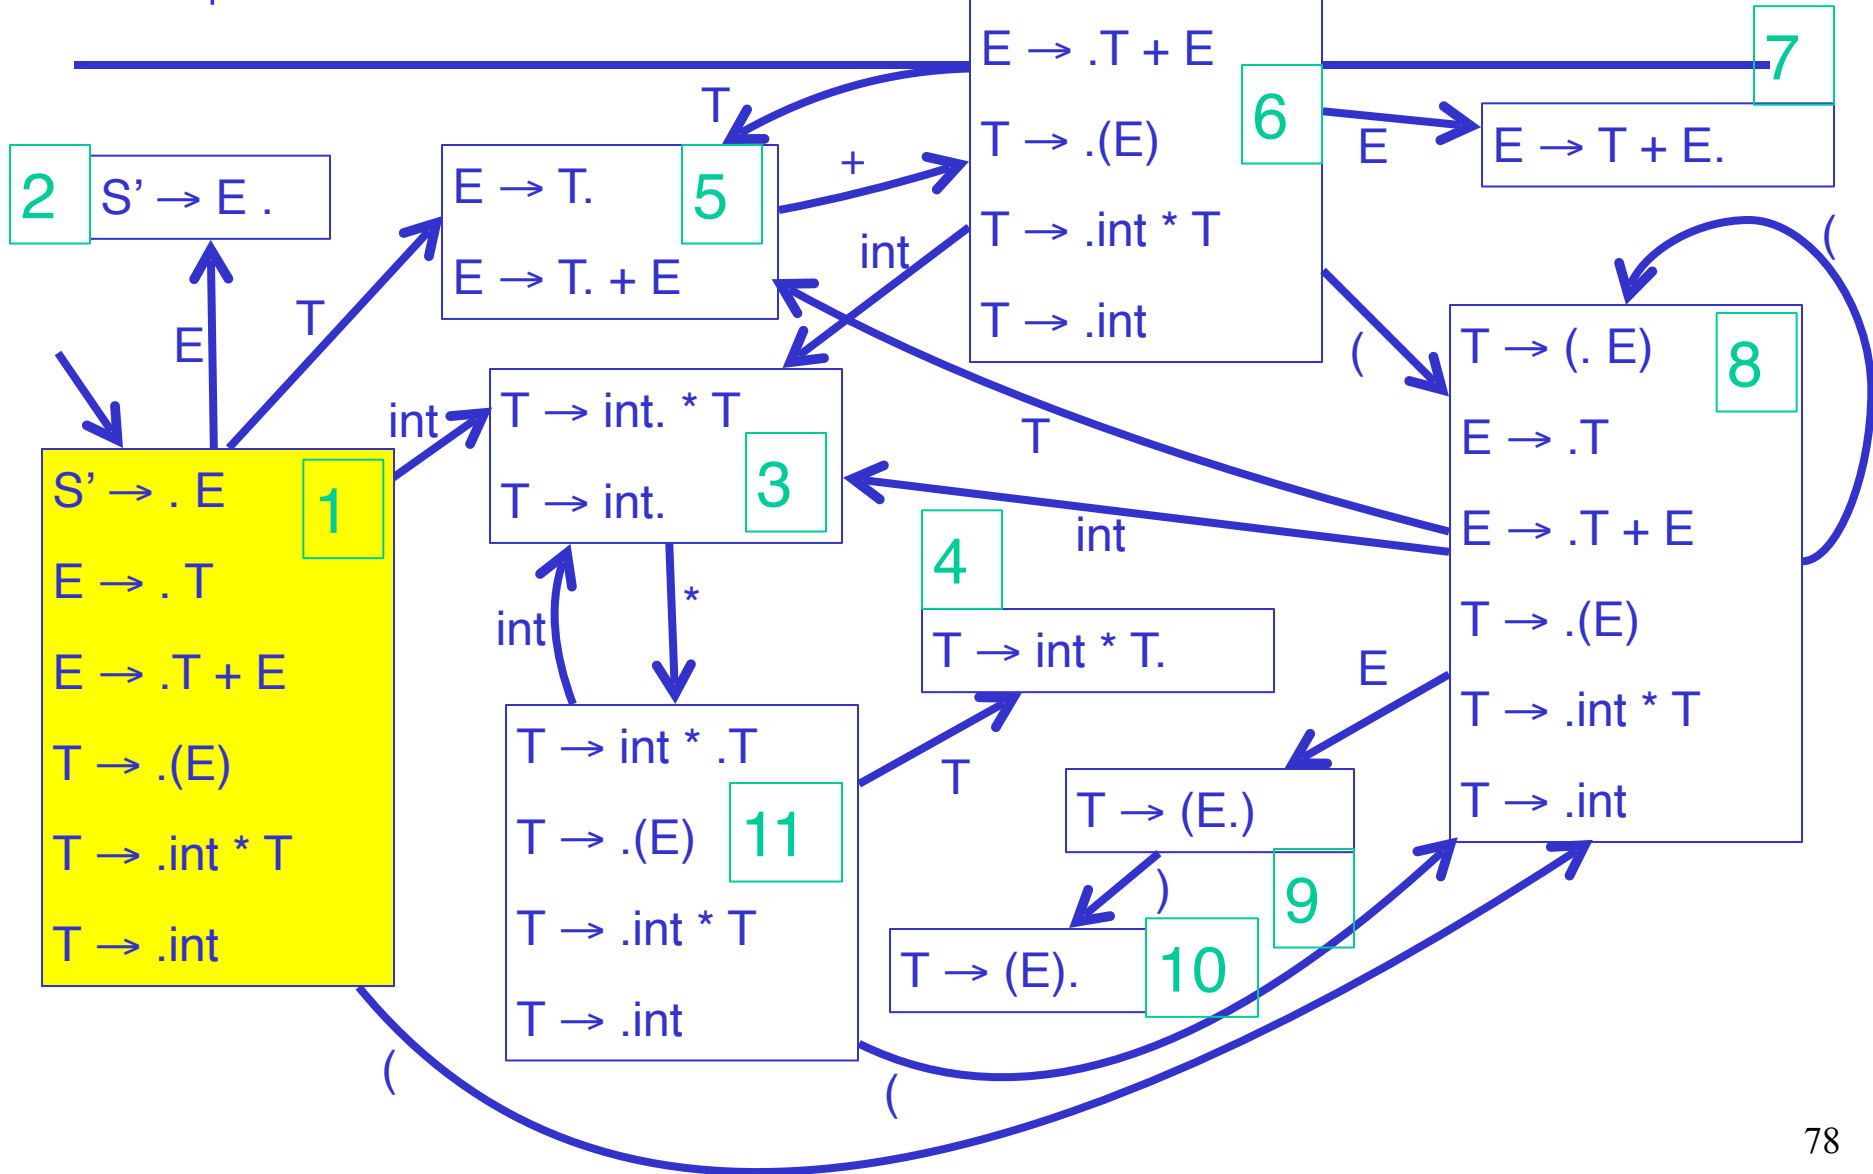 E → .T + E
7
T
6
T → .(E)
+
E
E → T + E.
2
S’ → E .
E → T.
5
T → .int * T
int
(
E → T. + E
T → .int
E
T
(
T → (. E)
8
int
T → int. * T
T
E → .T
S’ → . E
1
T → int.
3
int
E → .T + E
4
E → . T
*
int
T → .(E)
T → int * T.
E
E → .T + E
T → .int * T
T → int * .T
T
T → .(E)
T → (E.)
T → .int
T → .(E)
11
T → .int * T
)
9
T → .int * T
T → .int
T → (E).
10
T → .int
(
(
78